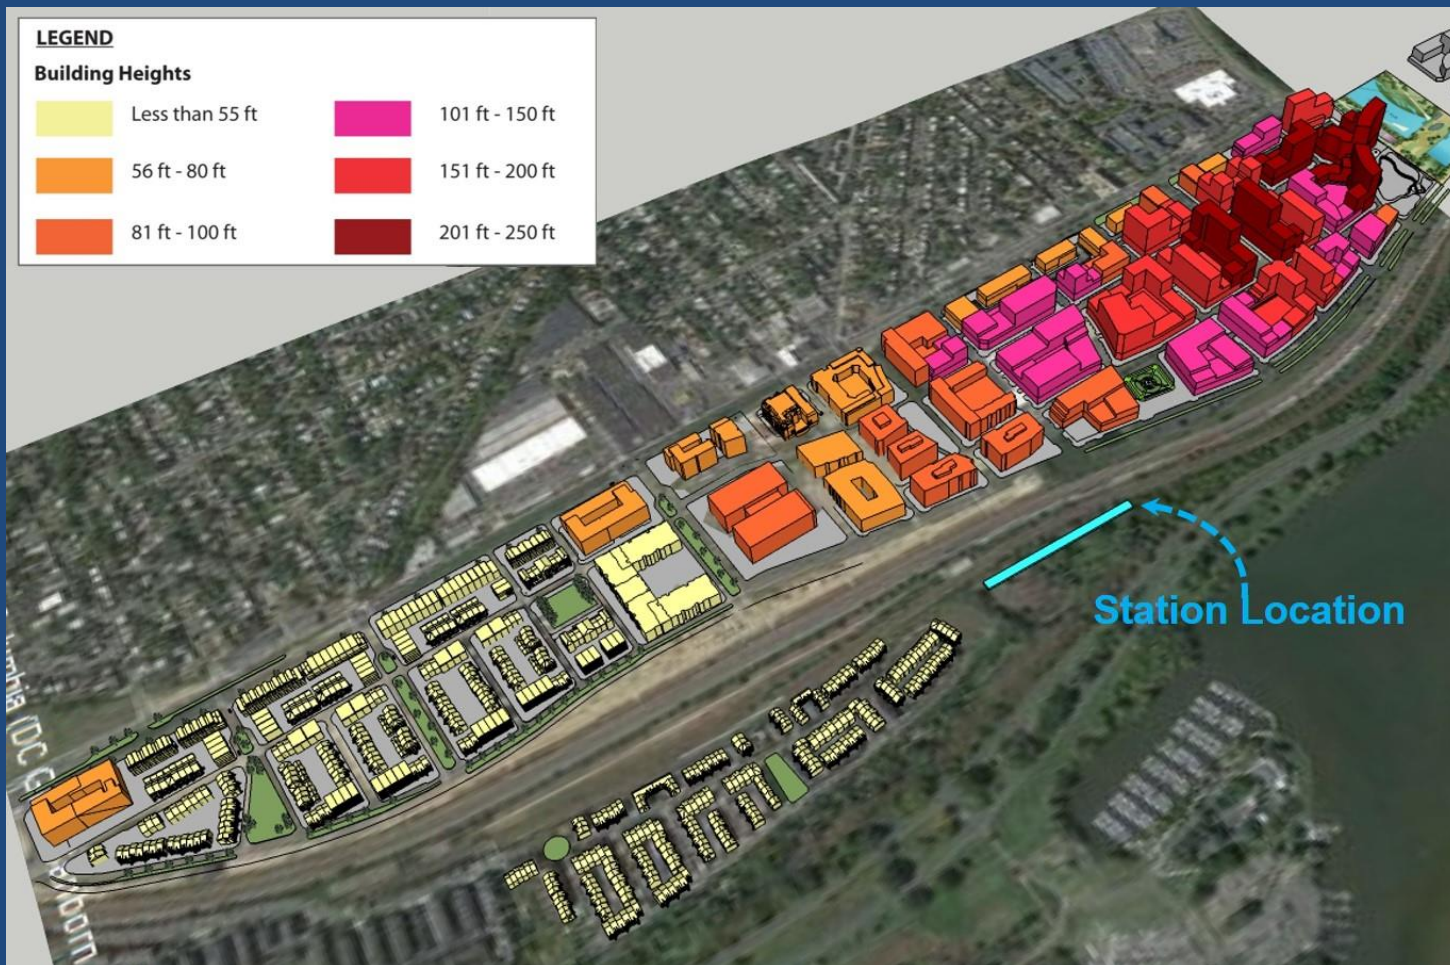 LEGEND
Building Heights
Less than 55 ft
56 ft - 80 ft
81 ft - 100 ft
101 ft - 150 ft
151 ft - 200 ft
201 ft - 250 ft
Station Location